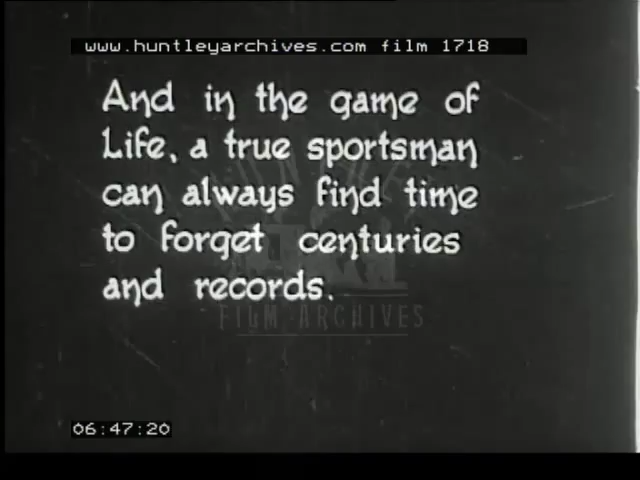 www.huntleyarchives.com film 1718
And in the game of
Life, a true sportsman
can always find time
to forget centuries
and records.
FILM ARCHIVES
06:47:20